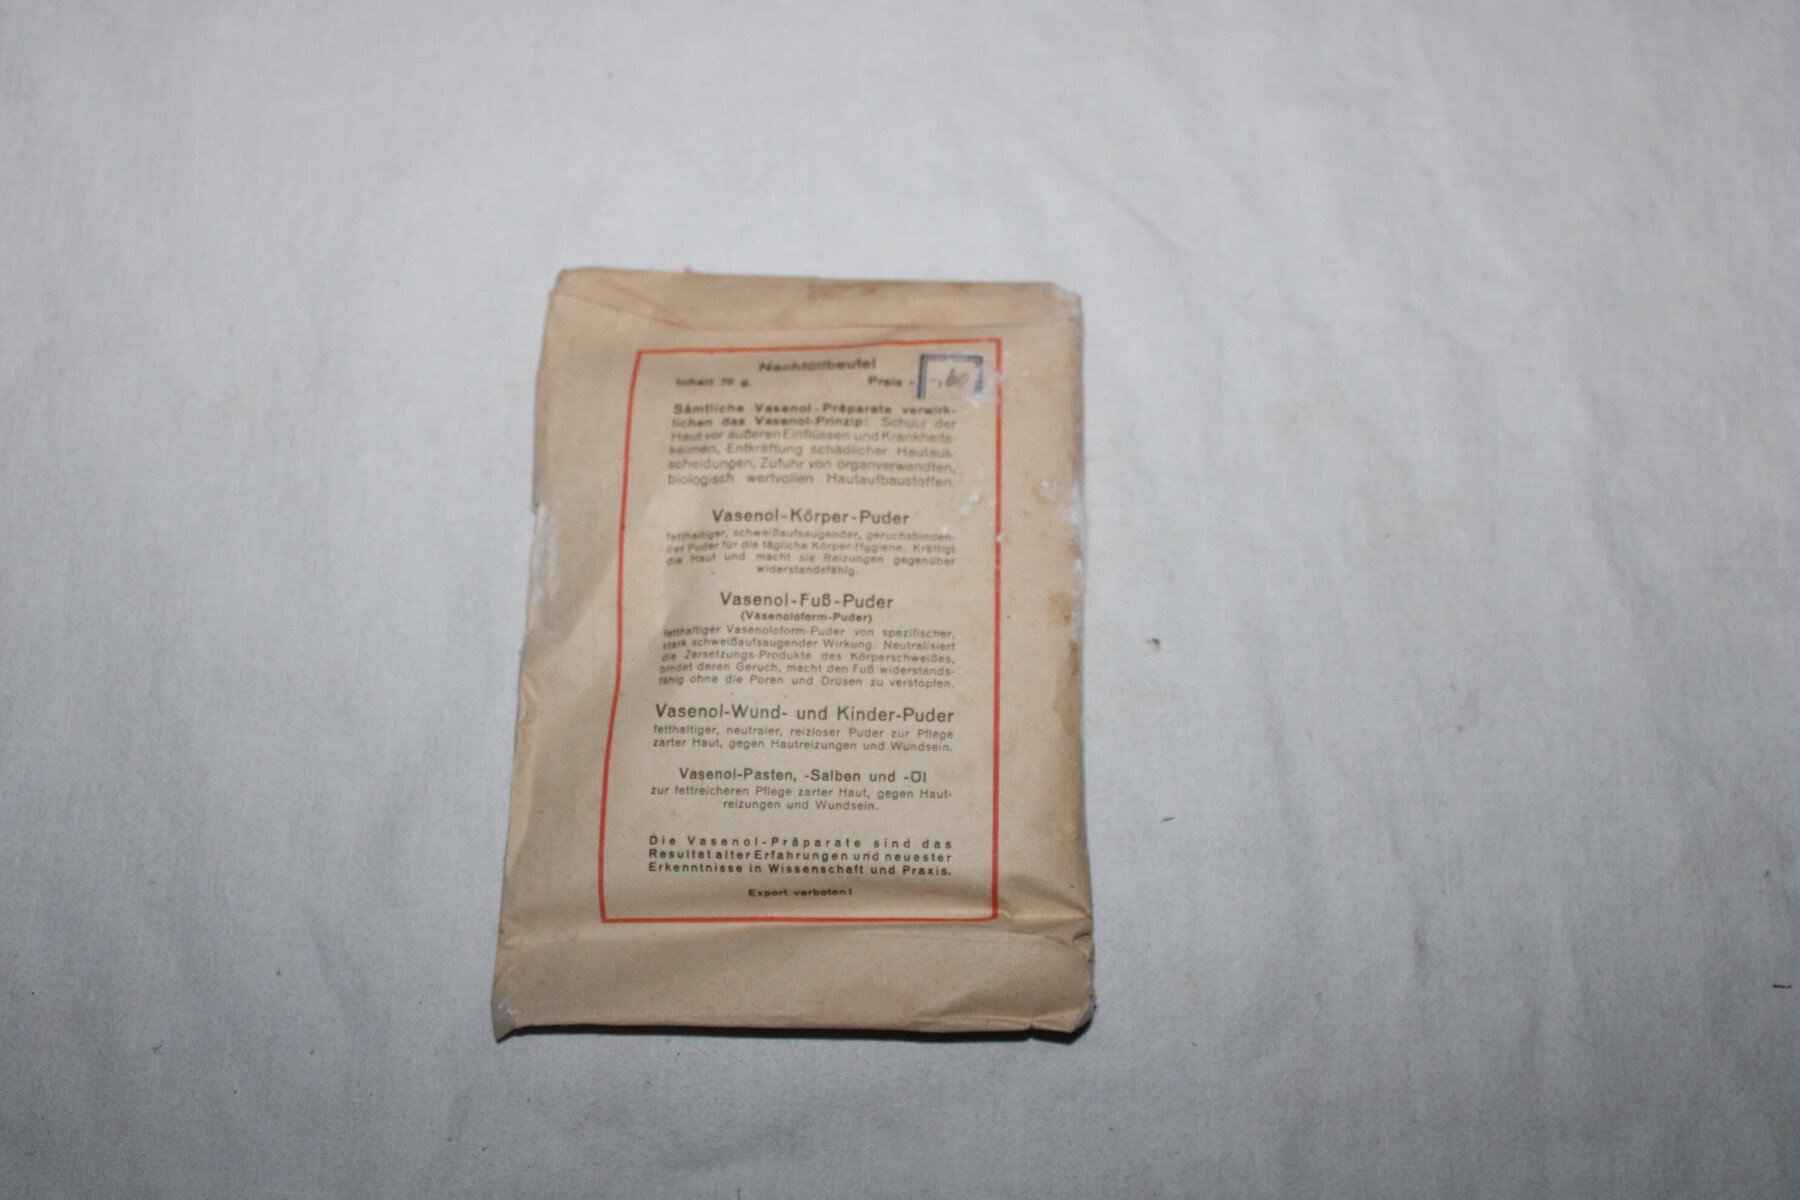 Nachfüllbeutel
Inhalt 70 g. Preis -,60
Sämtliche Vasenol-Präparate verwirk-
lichen das Vasenol-Prinzip: Schutz der
Haut vor äußeren Einflüssen und Krankheits-
keimen, Entkräftung schädlicher Hautaus
scheidungen, Zufuhr von organverwandten,
biologisch wertvollen Hautaufbaustoffen.
Vasenol-Körper-Puder
fetthaltiger, schweißaufsaugender, geruchsbinden-
der Puder für die tägliche Körper-Hygiene. Kräftigt
die Haut und macht sie Reizungen gegenüber
widerstandsfähig.
Vasenol-Fuß-Puder
(Vasenoloform-Puder)
fetthaltiger Vasenoloform-Puder von spezifischer,
stark schweißaufsaugender Wirkung. Neutralisiert
die Zersetzungs-Produkte des Körperschweißes,
bindet deren Geruch, macht den Fuß widerstands-
fähig ohne die Poren und Drüsen zu verstopfen.
Vasenol-Wund- und Kinder-Puder
fetthaltiger, neutraler, reizloser Puder zur Pflege
zarter Haut, gegen Hautreizungen und Wundsein.
Vasenol-Pasten, -Salben und -Öl
zur fettreicheren Pflege zarter Haut, gegen Haut-
reizungen und Wundsein.
Die Vasenol-Präparate sind das
Resultat alter Erfahrungen und neuester
Erkenntnisse in Wissenschaft und Praxis.
Export verboten!